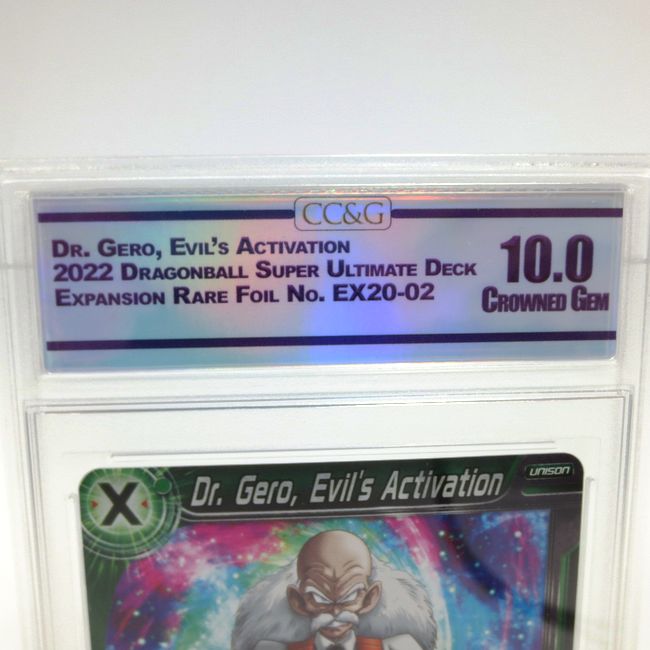 CC&G
DR. GERO, EVIL'S ACTIVATION
2022 DRAGONBALL SUPER ULTIMATE DECK
EXPANSION RARE FOIL NO. EX20-02
10.0
CROWNED GEM
X
Dr. Gero, Evil's Activation
UNISON